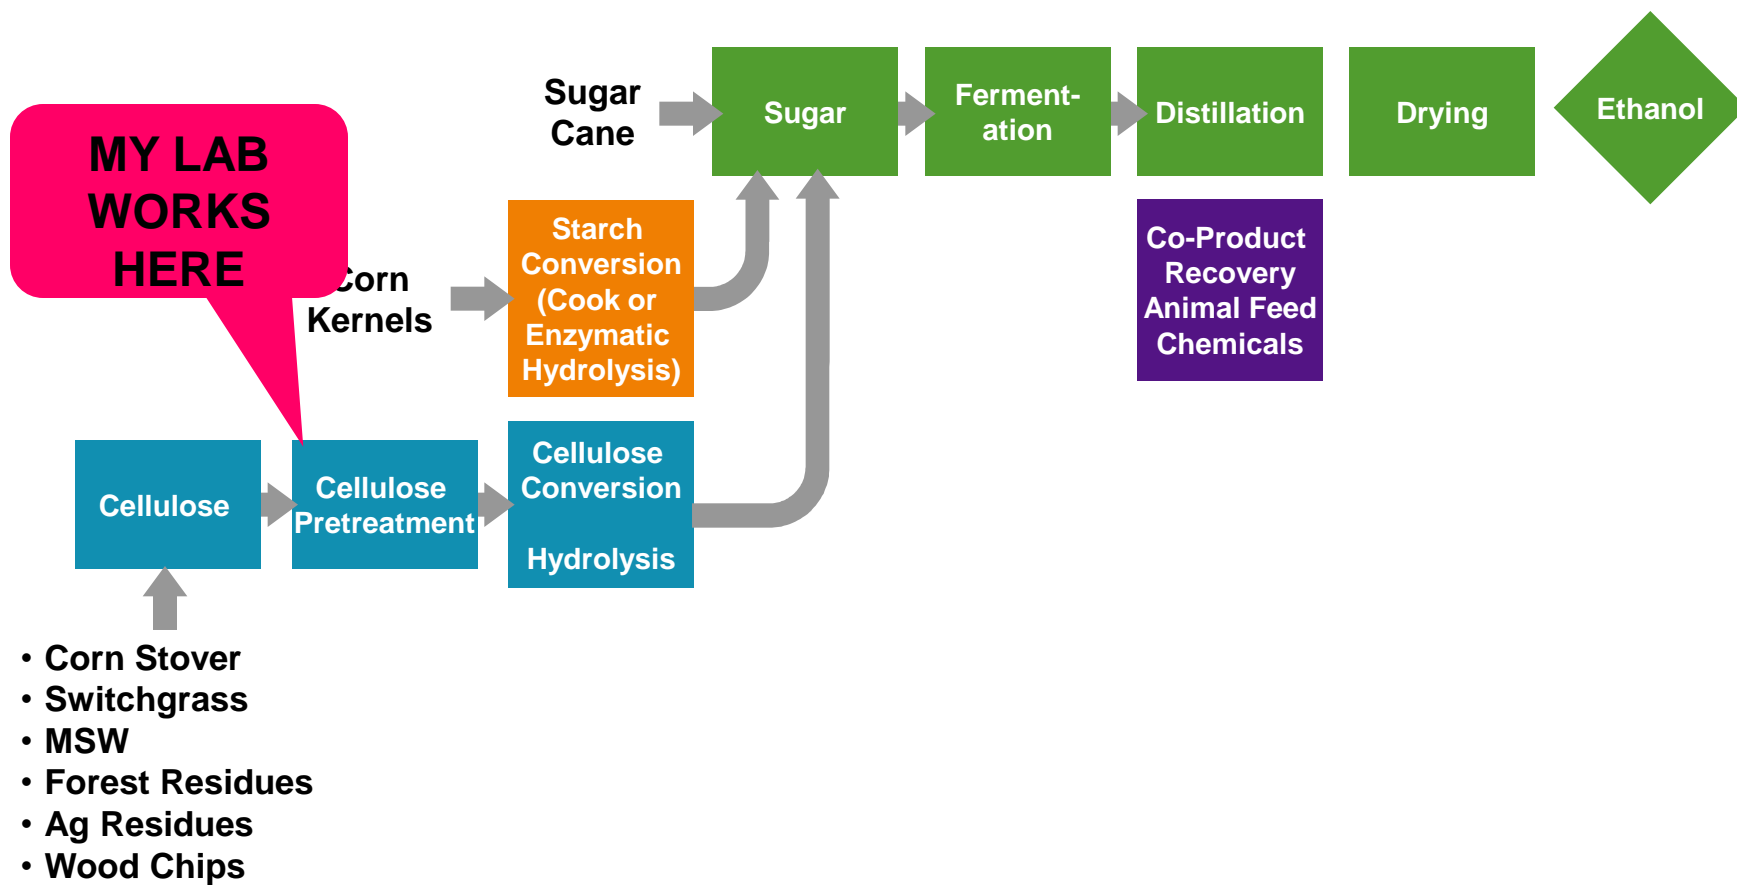 MY LAB
WORKS
HERE
Sugar
Cane
Sugar
Ferment-
ation
Distillation
Drying
Ethanol
Corn
Kernels
Starch
Conversion
(Cook or
Enzymatic
Hydrolysis)
Co-Product
Recovery
Animal Feed
Chemicals
Cellulose
Cellulose
Pretreatment
Cellulose
Conversion
Hydrolysis
• Corn Stover
• Switchgrass
• MSW
• Forest Residues
• Ag Residues
• Wood Chips